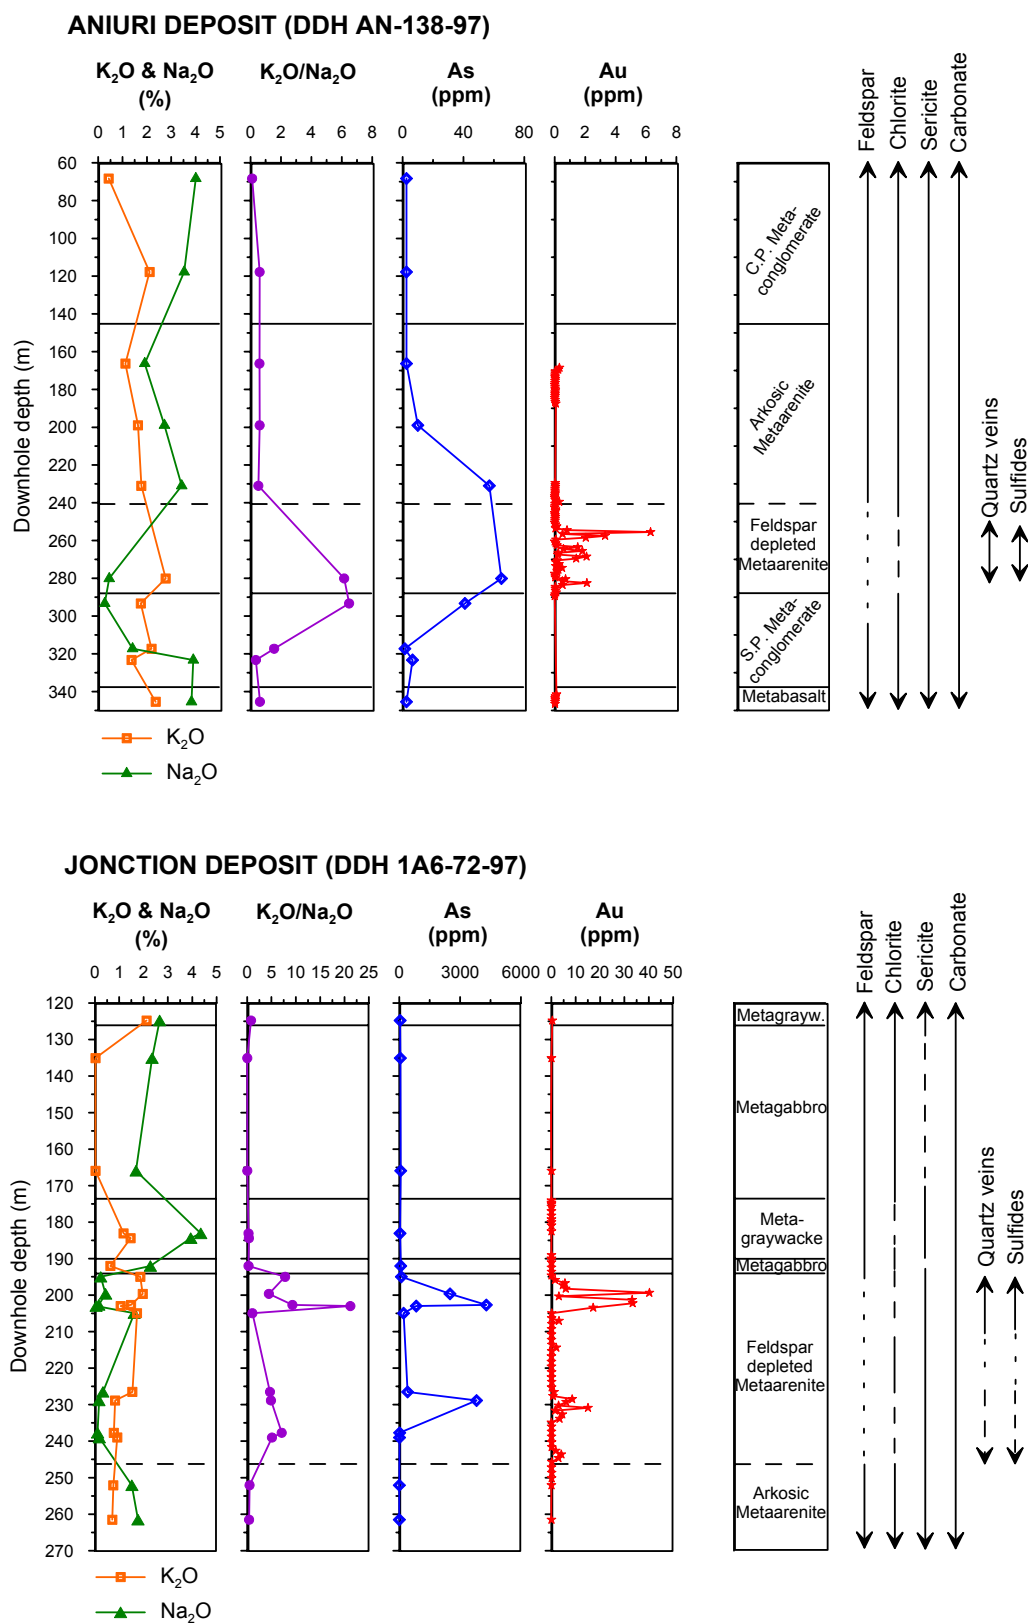 ANIURI DEPOSIT (DDH AN-138-97)
K₂O & Na₂O
(%)
K₂O/Na₂O
As
(ppm)
Au
(ppm)
Feldspar
Chlorite
Sericite
Carbonate
0 1 2 3 4 5
0 2 4 6 8
0 40 80
0 2 4 6 8
60
80
100
120
140
160
180
200
220
240
260
280
300
320
340
Downhole depth (m)
C.P. Meta-
conglomerate
Arkosic
Metaarenite
Feldspar
depleted
Metaarenite
S.P. Meta-
conglomerate
Metabasalt
Quartz veins
Sulfides
K₂O
Na₂O
JONCTION DEPOSIT (DDH 1A6-72-97)
K₂O & Na₂O
(%)
K₂O/Na₂O
As
(ppm)
Au
(ppm)
Feldspar
Chlorite
Sericite
Carbonate
0 1 2 3 4 5
0 5 10 15 20 25
0 3000 6000
0 10 20 30 40 50
120
130
140
150
160
170
180
190
200
210
220
230
240
250
260
270
Downhole depth (m)
Metagrayw.
Metagabbro
Meta-
graywacke
Metagabbro
Feldspar
depleted
Metaarenite
Arkosic
Metaarenite
Quartz veins
Sulfides
K₂O
Na₂O